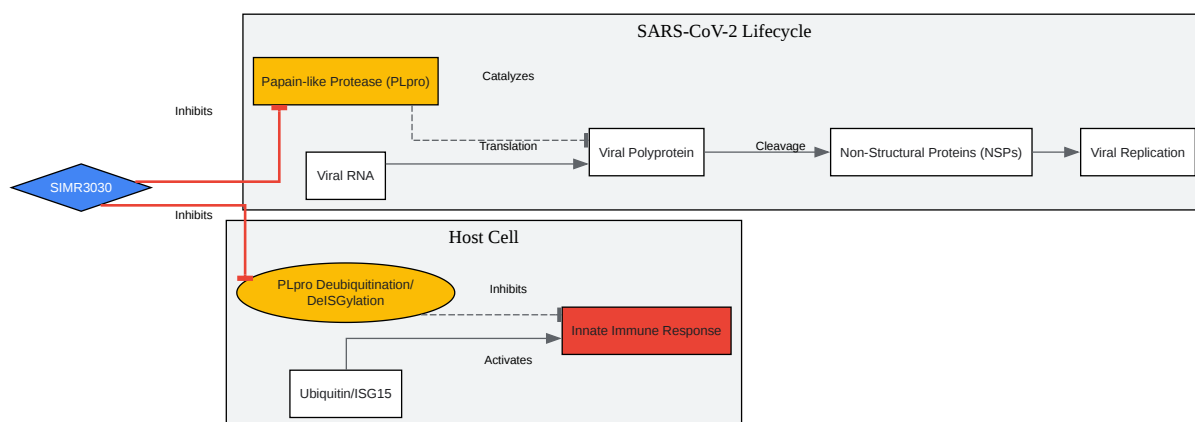 SARS-CoV-2 Lifecycle
Papain-like Protease (PLpro)
Catalyzes
Inhibits
Translation
Viral Polyprotein
Cleavage
Non-Structural Proteins (NSPs)
Viral Replication
Viral RNA
SIMR3030
Inhibits
Host Cell
PLpro Deubiquitination/
DeISGylation
Inhibits
Innate Immune Response
Activates
Ubiquitin/ISG15